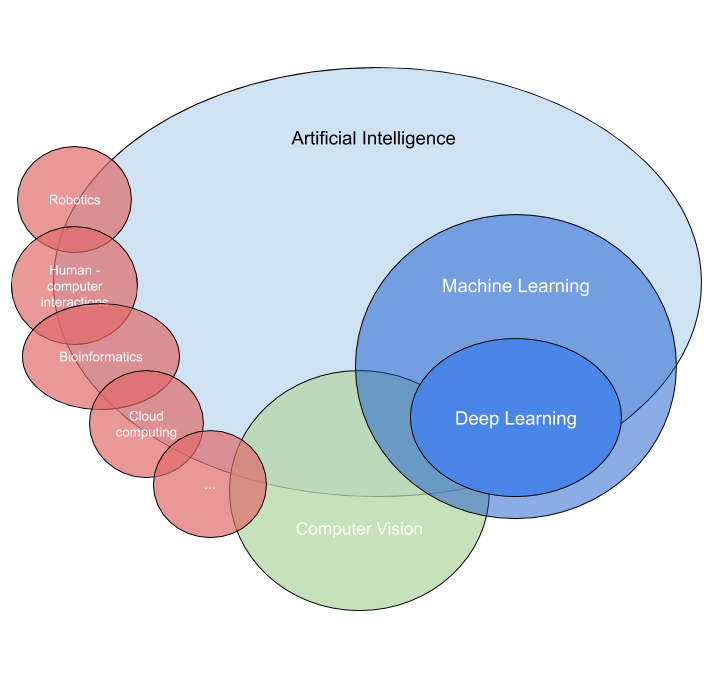 Artificial Intelligence
Robotics
Human -
computer
interactions
Machine Learning
Bioinformatics
Cloud
computing
Deep Learning
...
Computer Vision